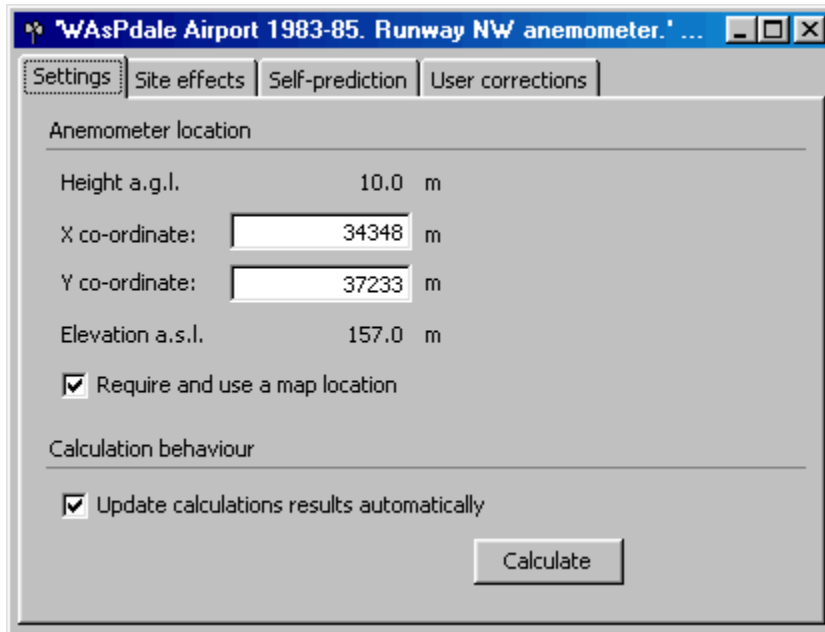 'WAsPdale Airport 1983-85. Runway NW anemometer.' ...
Settings Site effects Self-prediction User corrections
Anemometer location
Height a.g.l. 10.0 m
X co-ordinate: 34348 m
Y co-ordinate: 37233 m
Elevation a.s.l. 157.0 m
Require and use a map location
Calculation behaviour
Update calculations results automatically
Calculate